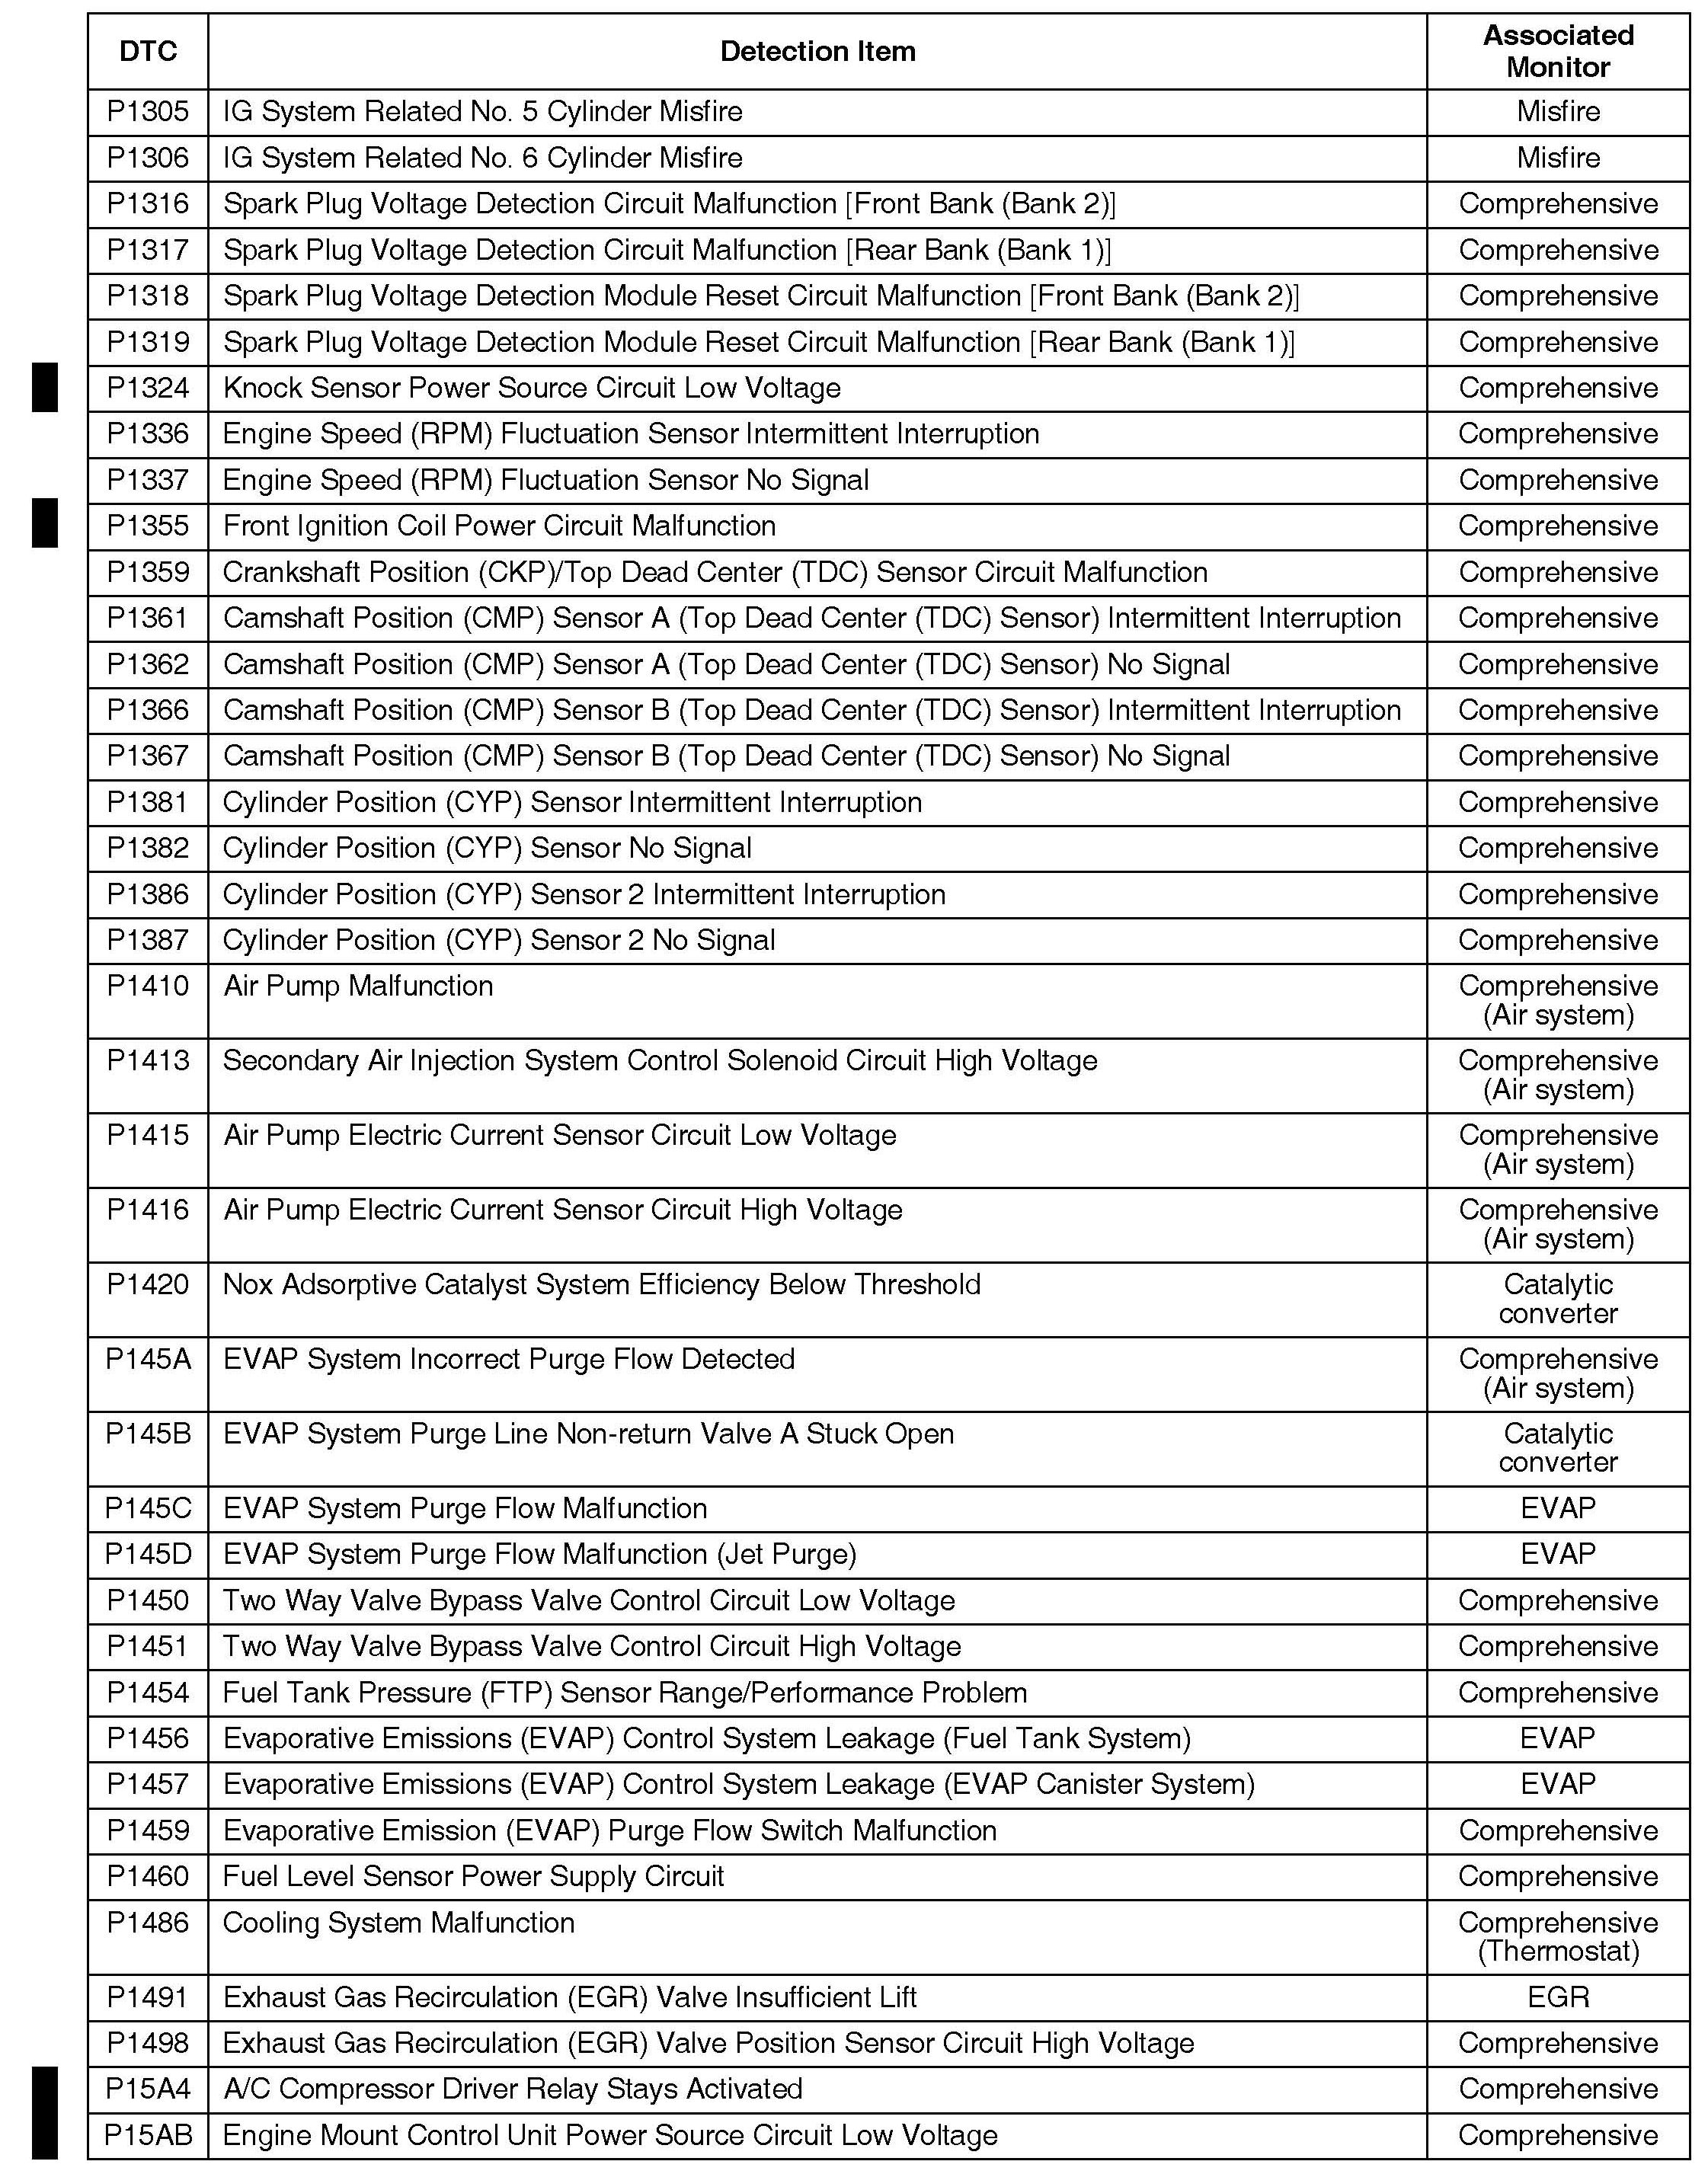 DTC Detection Item Associated
Monitor
P1305 IG System Related No. 5 Cylinder Misfire Misfire
P1306 IG System Related No. 6 Cylinder Misfire Misfire
P1316 Spark Plug Voltage Detection Circuit Malfunction [Front Bank (Bank 2)] Comprehensive
P1317 Spark Plug Voltage Detection Circuit Malfunction [Rear Bank (Bank 1)] Comprehensive
P1318 Spark Plug Voltage Detection Module Reset Circuit Malfunction [Front Bank (Bank 2)] Comprehensive
P1319 Spark Plug Voltage Detection Module Reset Circuit Malfunction [Rear Bank (Bank 1)] Comprehensive
P1324 Knock Sensor Power Source Circuit Low Voltage Comprehensive
P1336 Engine Speed (RPM) Fluctuation Sensor Intermittent Interruption Comprehensive
P1337 Engine Speed (RPM) Fluctuation Sensor No Signal Comprehensive
P1355 Front Ignition Coil Power Circuit Malfunction Comprehensive
P1359 Crankshaft Position (CKP)/Top Dead Center (TDC) Sensor Circuit Malfunction Comprehensive
P1361 Camshaft Position (CMP) Sensor A (Top Dead Center (TDC) Sensor) Intermittent Interruption Comprehensive
P1362 Camshaft Position (CMP) Sensor A (Top Dead Center (TDC) Sensor) No Signal Comprehensive
P1366 Camshaft Position (CMP) Sensor B (Top Dead Center (TDC) Sensor) Intermittent Interruption Comprehensive
P1367 Camshaft Position (CMP) Sensor B (Top Dead Center (TDC) Sensor) No Signal Comprehensive
P1381 Cylinder Position (CYP) Sensor Intermittent Interruption Comprehensive
P1382 Cylinder Position (CYP) Sensor No Signal Comprehensive
P1386 Cylinder Position (CYP) Sensor 2 Intermittent Interruption Comprehensive
P1387 Cylinder Position (CYP) Sensor 2 No Signal Comprehensive
P1410 Air Pump Malfunction Comprehensive
(Air system)
P1413 Secondary Air Injection System Control Solenoid Circuit High Voltage Comprehensive
(Air system)
P1415 Air Pump Electric Current Sensor Circuit Low Voltage Comprehensive
(Air system)
P1416 Air Pump Electric Current Sensor Circuit High Voltage Comprehensive
(Air system)
P1420 Nox Adsorptive Catalyst System Efficiency Below Threshold Catalytic
converter
P145A EVAP System Incorrect Purge Flow Detected Comprehensive
(Air system)
P145B EVAP System Purge Line Non-return Valve A Stuck Open Catalytic
converter
P145C EVAP System Purge Flow Malfunction EVAP
P145D EVAP System Purge Flow Malfunction (Jet Purge) EVAP
P1450 Two Way Valve Bypass Valve Control Circuit Low Voltage Comprehensive
P1451 Two Way Valve Bypass Valve Control Circuit High Voltage Comprehensive
P1454 Fuel Tank Pressure (FTP) Sensor Range/Performance Problem Comprehensive
P1456 Evaporative Emissions (EVAP) Control System Leakage (Fuel Tank System) EVAP
P1457 Evaporative Emissions (EVAP) Control System Leakage (EVAP Canister System) EVAP
P1459 Evaporative Emission (EVAP) Purge Flow Switch Malfunction Comprehensive
P1460 Fuel Level Sensor Power Supply Circuit Comprehensive
P1486 Cooling System Malfunction Comprehensive
(Thermostat)
P1491 Exhaust Gas Recirculation (EGR) Valve Insufficient Lift EGR
P1498 Exhaust Gas Recirculation (EGR) Valve Position Sensor Circuit High Voltage Comprehensive
P15A4 A/C Compressor Driver Relay Stays Activated Comprehensive
P15AB Engine Mount Control Unit Power Source Circuit Low Voltage Comprehensive